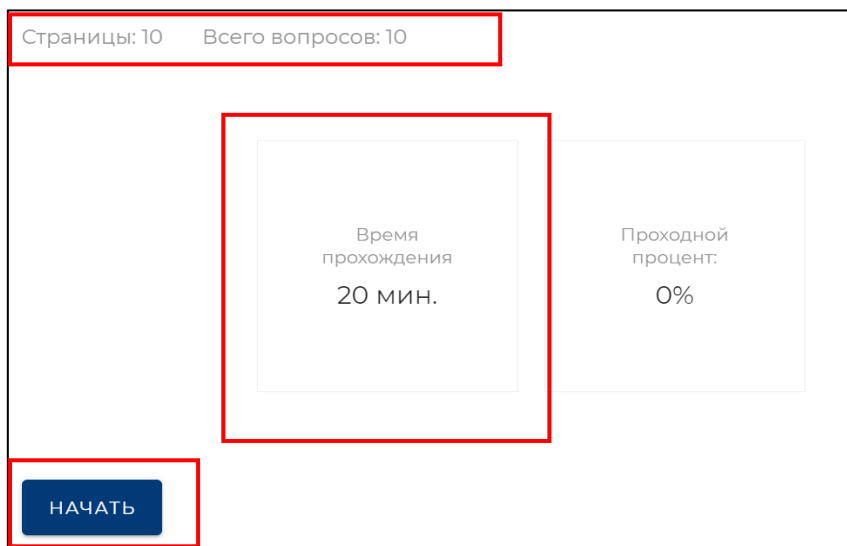 Страницы: 10 Всего вопросов: 10
Время
прохождения
20 мин.
Проходной
процент:
0%
НАЧАТЬ